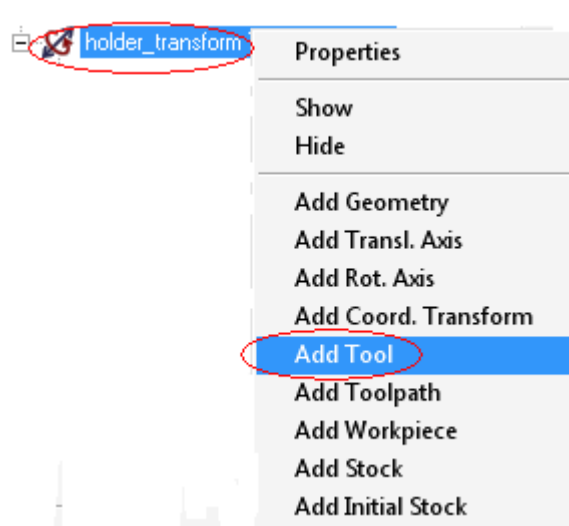 holder_transform
Properties
Show
Hide
Add Geometry
Add Transl. Axis
Add Rot. Axis
Add Coord. Transform
Add Tool
Add Toolpath
Add Workpiece
Add Stock
Add Initial Stock